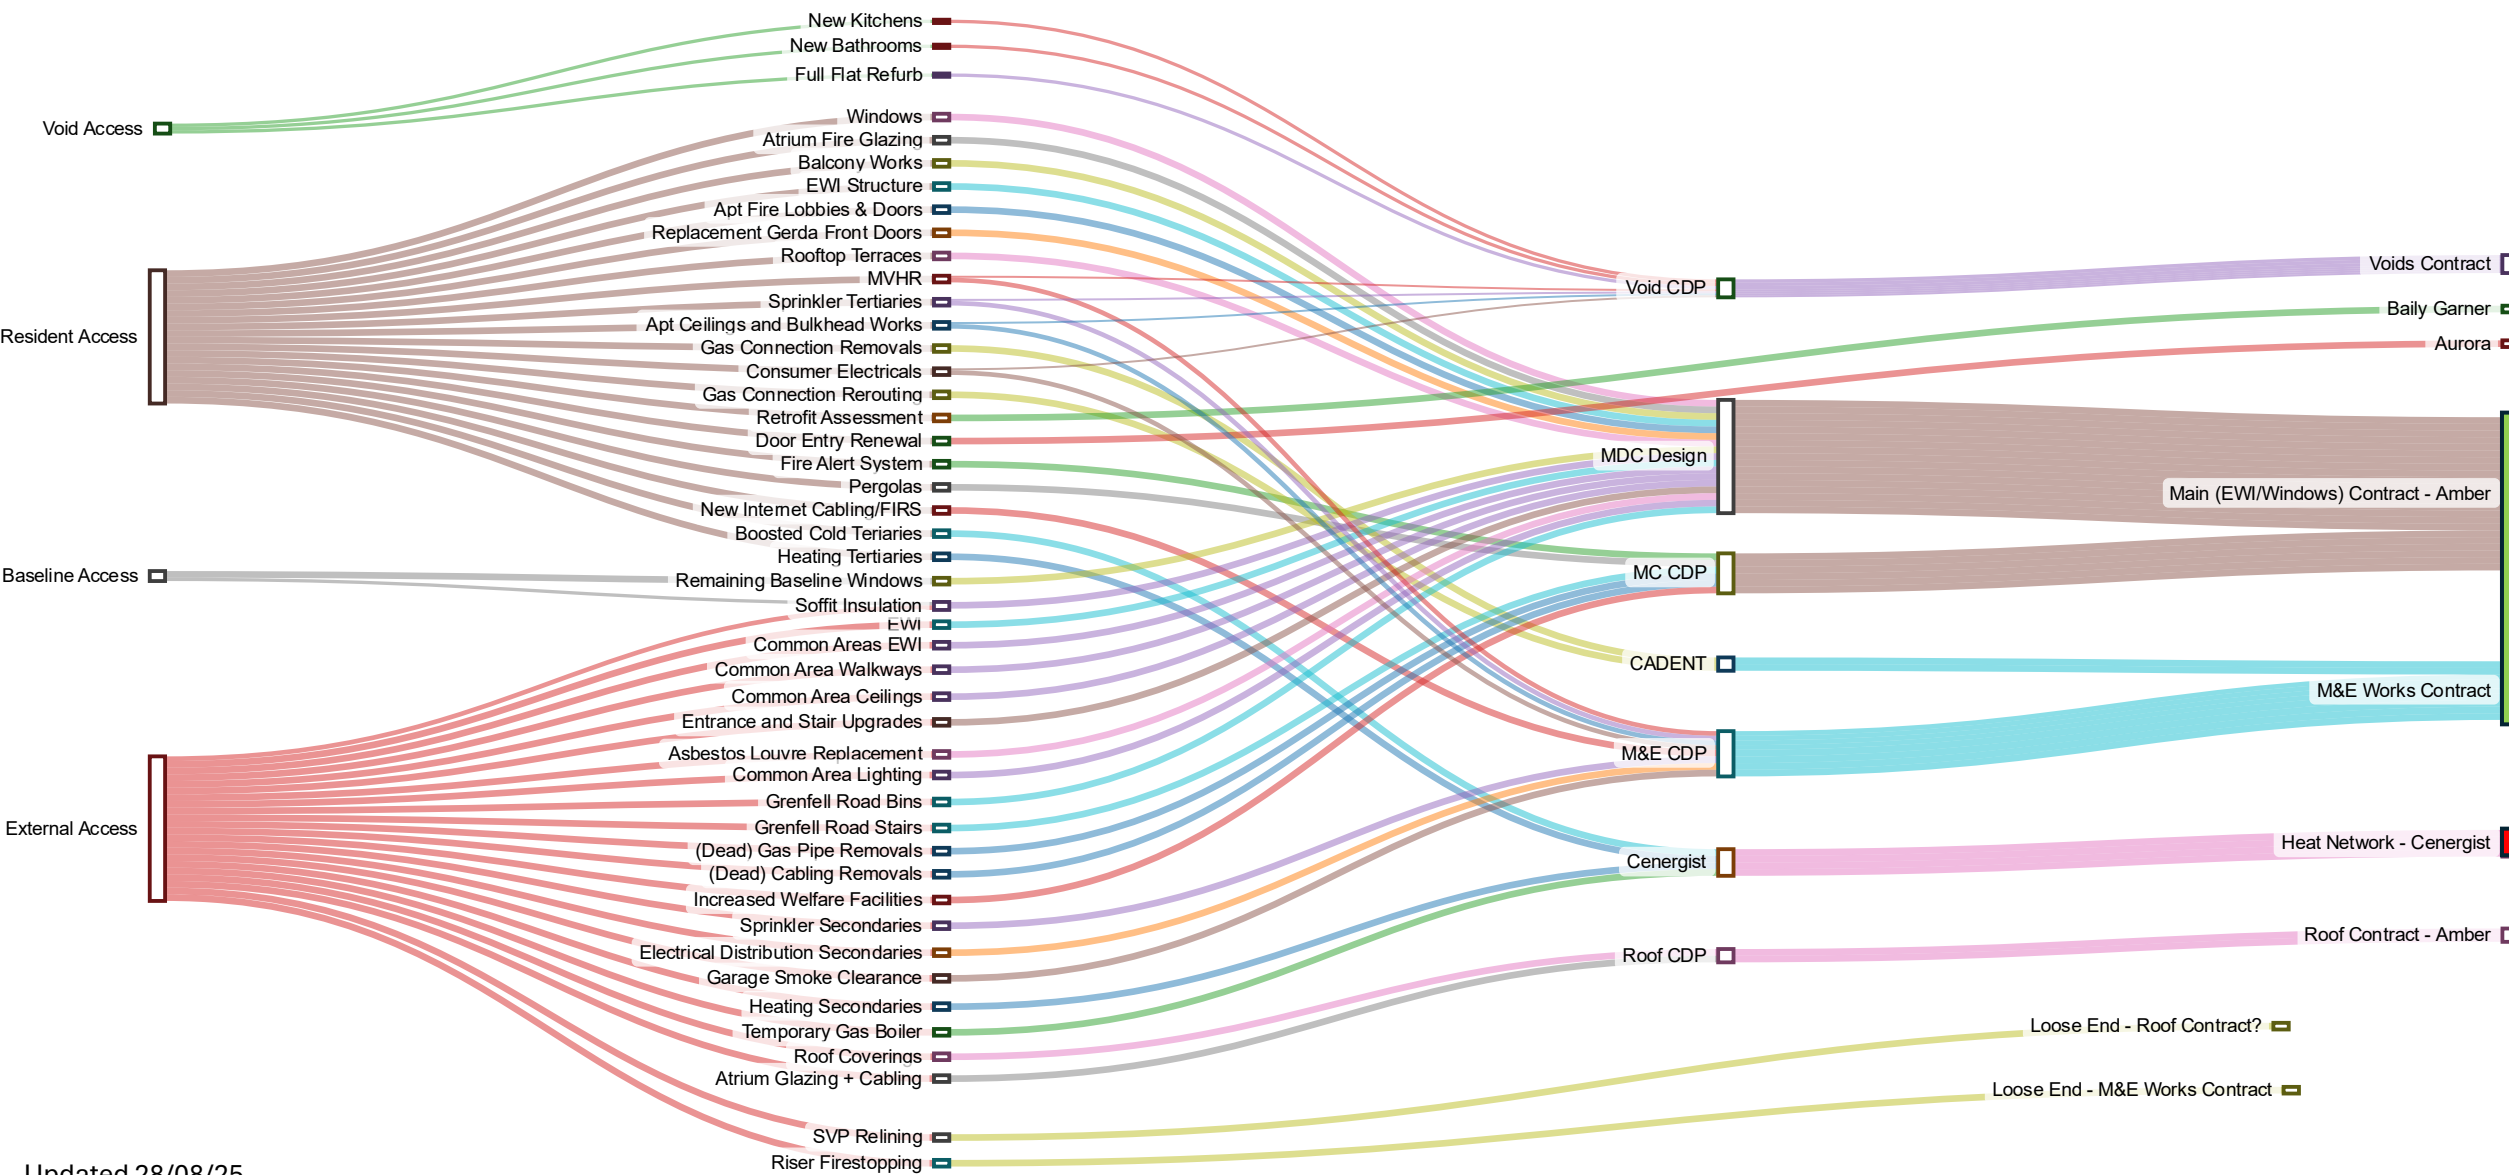 Void Access
Resident Access
Baseline Access
External Access
New Kitchens
New Bathrooms
Full Flat Refurb
Windows
Atrium Fire Glazing
Balcony Works
EWI Structure
Apt Fire Lobbies & Doors
Replacement Gerda Front Doors
Rooftop Terraces
MVHR
Sprinkler Tertiaries
Apt Ceilings and Bulkhead Works
Gas Connection Removals
Consumer Electricals
Gas Connection Rerouting
Retrofit Assessment
Door Entry Renewal
Fire Alert System
Pergolas
New Internet Cabling/FIRS
Boosted Cold Teriaries
Heating Tertiaries
Remaining Baseline Windows
Soffit Insulation
EWI
Common Areas EWI
Common Area Walkways
Common Area Ceilings
Entrance and Stair Upgrades
Asbestos Louvre Replacement
Common Area Lighting
Grenfell Road Bins
Grenfell Road Stairs
(Dead) Gas Pipe Removals
(Dead) Cabling Removals
Increased Welfare Facilities
Sprinkler Secondaries
Electrical Distribution Secondaries
Garage Smoke Clearance
Heating Secondaries
Temporary Gas Boiler
Roof Coverings
Atrium Glazing + Cabling
SVP Relining
Riser Firestopping
Void CDP
MDC Design
MC CDP
CADENT
M&E CDP
Cenergist
Roof CDP
Voids Contract
Baily Garner
Aurora
Main (EWI/Windows) Contract - Amber
M&E Works Contract
Heat Network - Cenergist
Roof Contract - Amber
Loose End - Roof Contract?
Loose End - M&E Works Contract
Updated 28/08/25